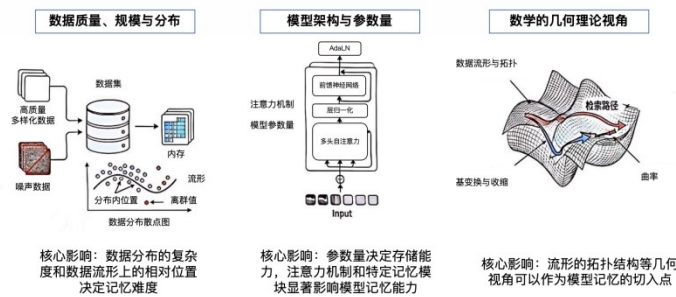 数据质量、规模与分布
高质量
多样化数据
数据集
内存
噪声数据
流形
分布内位置
离群值
数据分布散点图
核心影响：数据分布的复杂
度和数据流形上的相对位置
决定记忆难度
模型架构与参数量
AdaLN
前馈神经网络
注意力机制
层归一化
模型参数量
多头自注意力
Input
核心影响：参数量决定存储能
力，注意力机制和特定记忆模
块显著影响模型记忆能力
数学的几何理论视角
数据流形与拓扑
检索路径
基变换与收缩
曲率
核心影响：流形的拓扑结构等几何
视角可以作为模型记忆的切入点